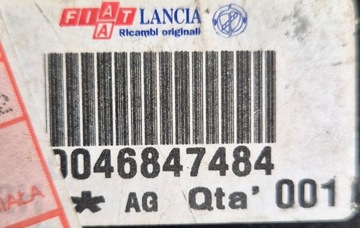 FIAT LANCIA
Ricambi originali
0046847484
* AG Qta' 001